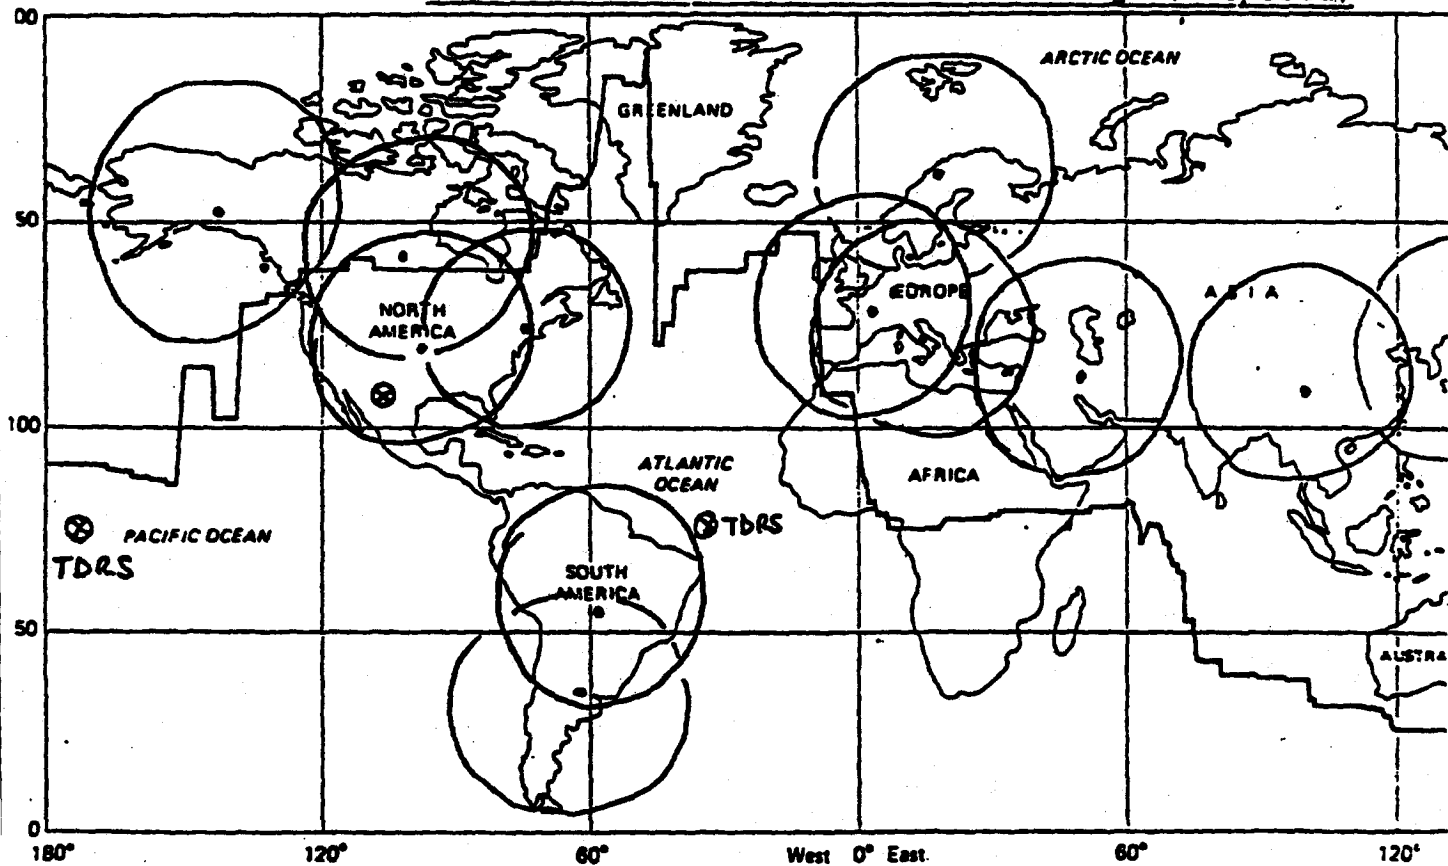 00
ARCTIC OCEAN
GREENLAND
50
NORTH
AMERICA
EUROPE
ASIA
100
ATLANTIC
OCEAN
AFRICA
TDRS
PACIFIC OCEAN
TDRS
SOUTH
AMERICA
50
AUSTRA
0
180° 120° 60° West 0° East. 60° 120°